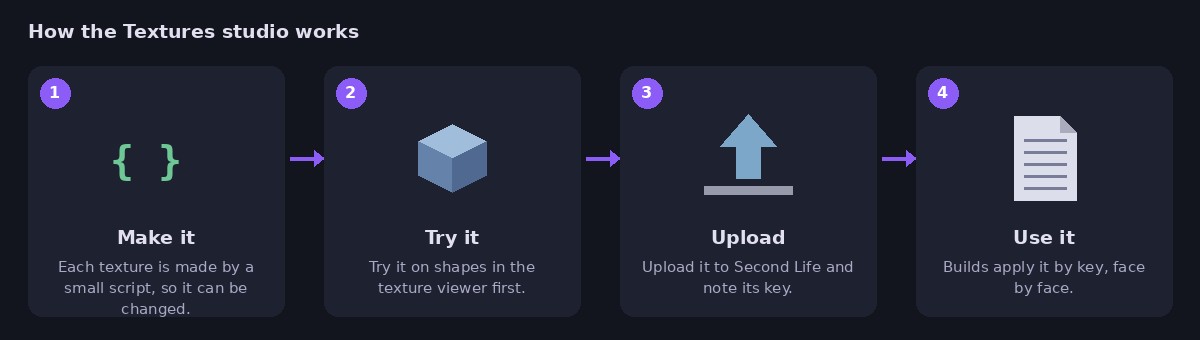 How the Textures studio works
1
2
3
4
{ }
Make it
Each texture is made by a
small script, so it can be
changed.
Try it
Try it on shapes in the
texture viewer first.
Upload
Upload it to Second Life and
note its key.
Use it
Builds apply it by key, face
by face.